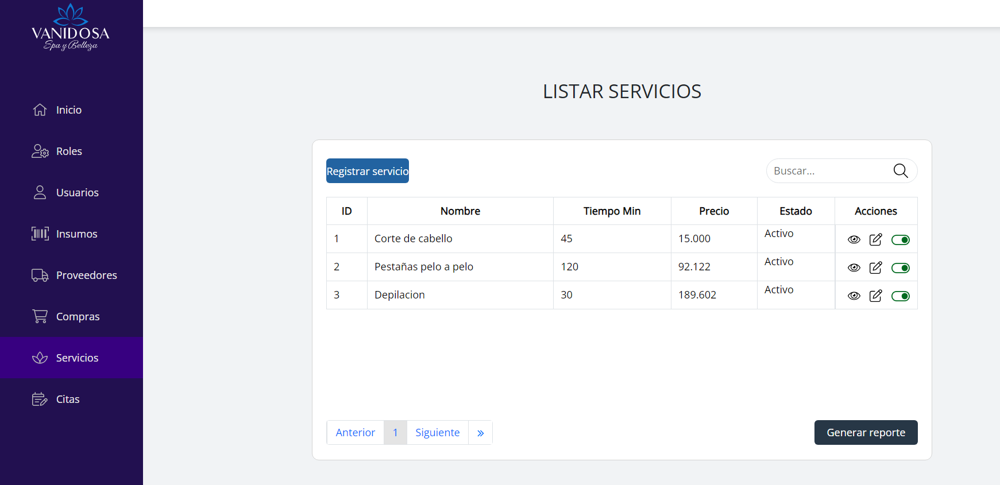 VANIDOSA
Spa y Belleza
Inicio
Roles
Usuarios
Insumos
Proveedores
Compras
Servicios
Citas
LISTAR SERVICIOS
Registrar servicio
Buscar...
ID Nombre Tiempo Min Precio Estado Acciones
1 Corte de cabello 45 15.000 Activo
2 Pestañas pelo a pelo 120 92.122 Activo
3 Depilacion 30 189.602 Activo
Anterior 1 Siguiente »
Generar reporte